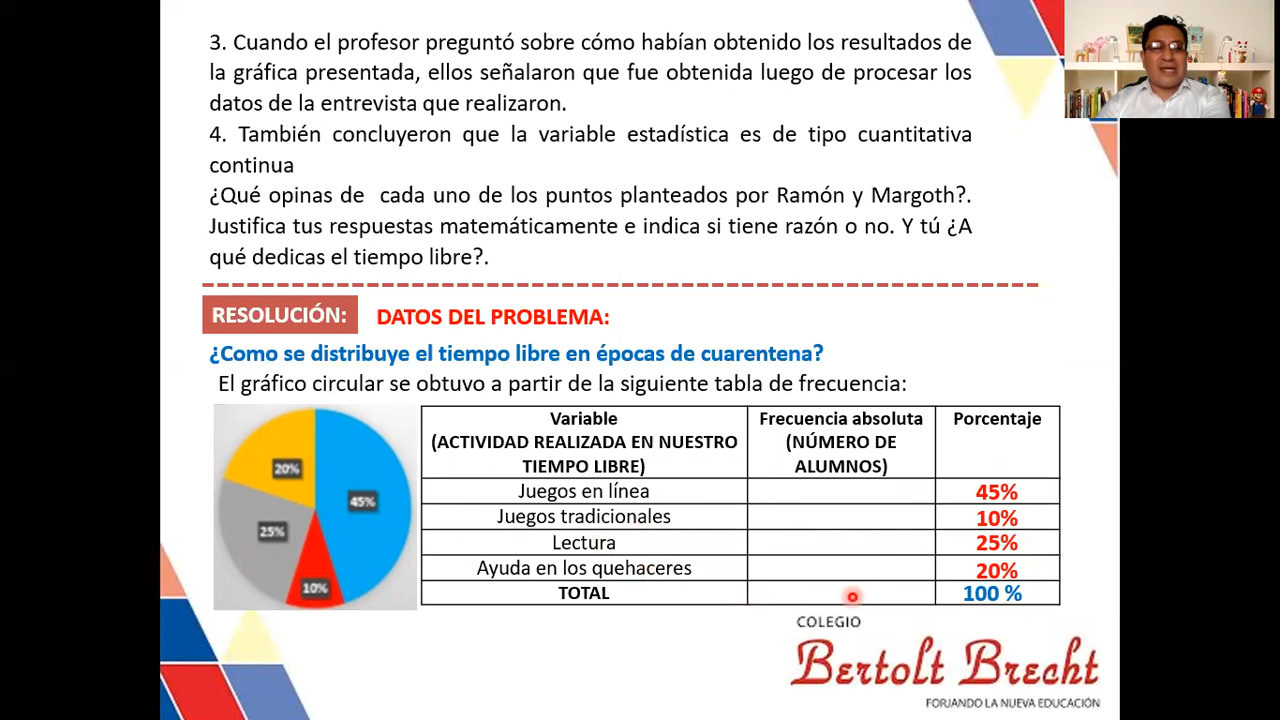 3. Cuando el profesor preguntó sobre cómo habían obtenido los resultados de
la gráfica presentada, ellos señalaron que fue obtenida luego de procesar los
datos de la entrevista que realizaron.
4. También concluyeron que la variable estadística es de tipo cuantitativa
continua
¿Qué opinas de cada uno de los puntos planteados por Ramón y Margoth?.
Justifica tus respuestas matemáticamente e indica si tiene razón o no. Y tú ¿A
qué dedicas el tiempo libre?.
RESOLUCIÓN: DATOS DEL PROBLEMA:
¿Como se distribuye el tiempo libre en épocas de cuarentena?
El gráfico circular se obtuvo a partir de la siguiente tabla de frecuencia:
20%
45%
25%
10%
Variable Frecuencia absoluta Porcentaje
(ACTIVIDAD REALIZADA EN NUESTRO (NÚMERO DE
TIEMPO LIBRE) ALUMNOS)
Juegos en línea 45%
Juegos tradicionales 10%
Lectura 25%
Ayuda en los quehaceres 20%
TOTAL 100 %
COLEGIO
Bertolt Brecht
FORJANDO LA NUEVA EDUCACIÓN